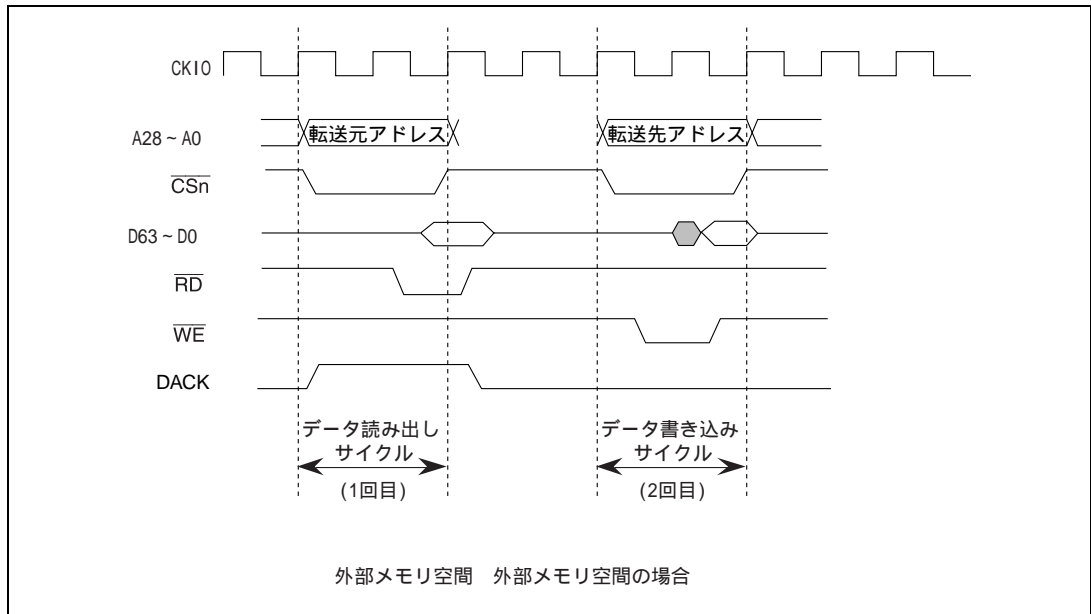 CKIO
A28~A0
転送元アドレス
転送先アドレス
CSn
D63~D0
RD
WE
DACK
データ読み出し
サイクル
(1回目)
データ書き込み
サイクル
(2回目)
外部メモリ空間 外部メモリ空間の場合